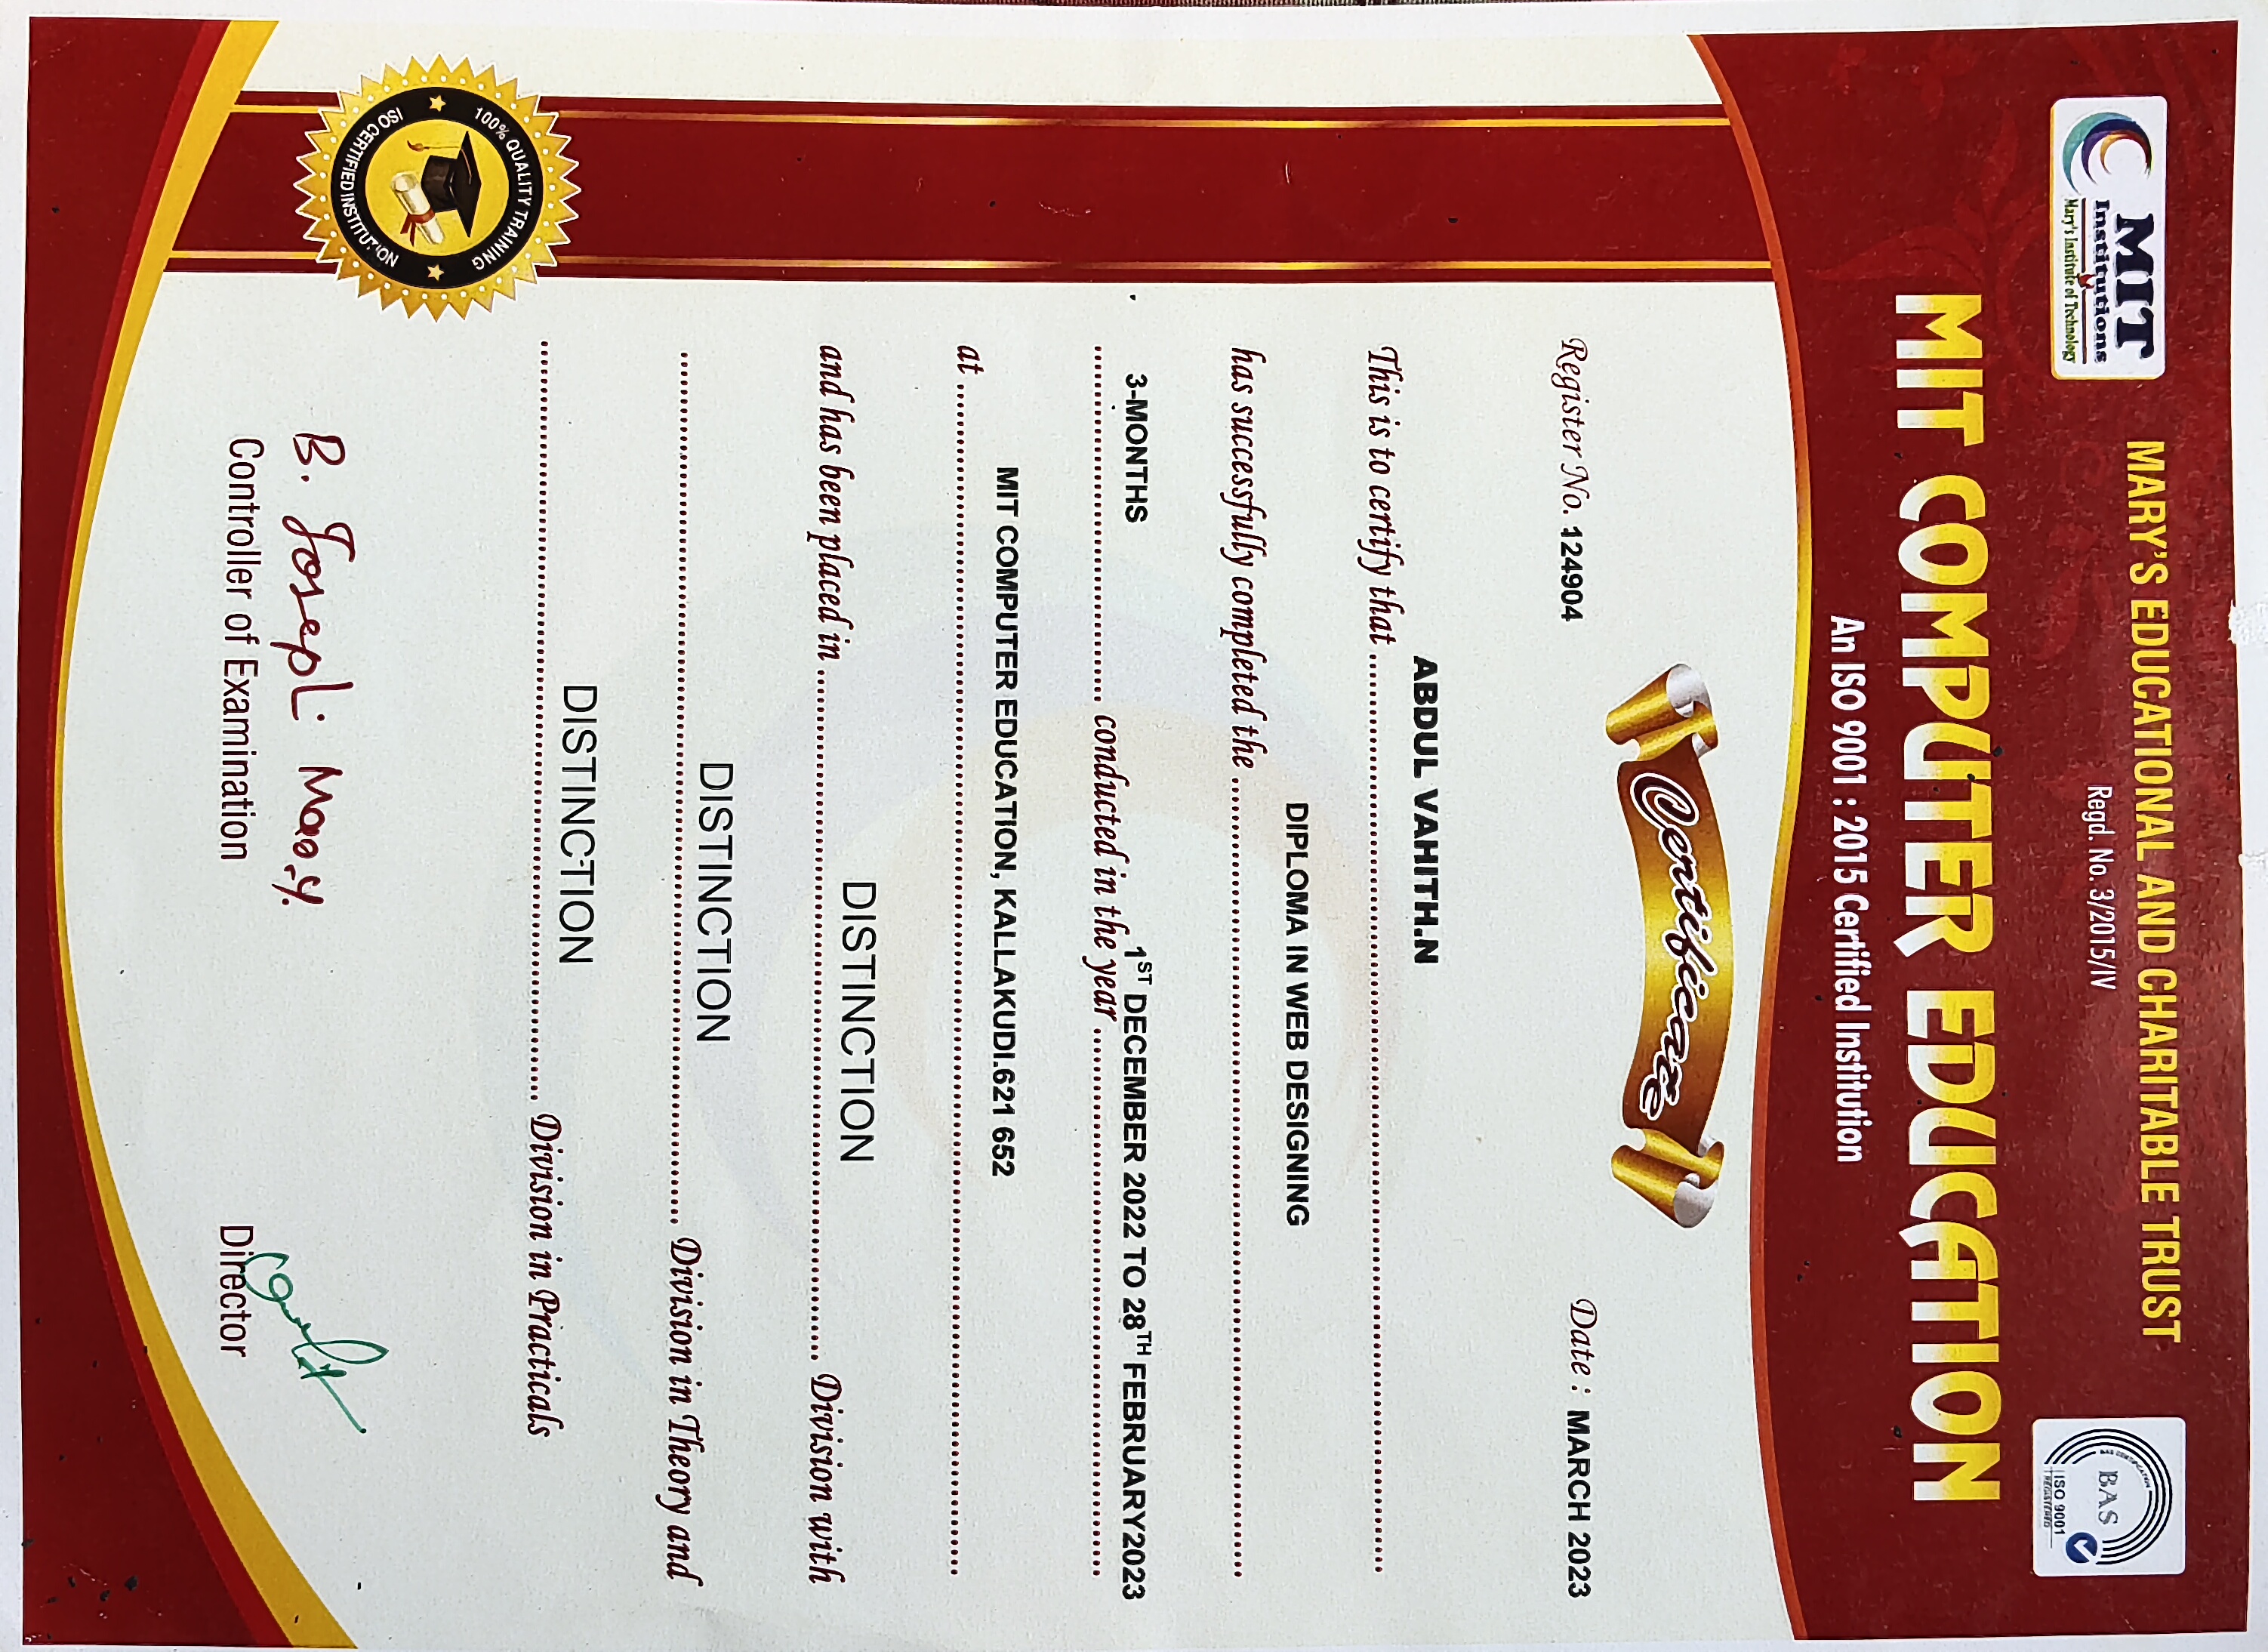 MIT
Institutions
Mary's Institute of Technology
MARY'S EDUCATIONAL AND CHARITABLE TRUST
Regd. No. 3/2015/IV
BAS CERTIFICATION
BAS
ISO 9001
REGISTERED
MIT COMPUTER EDUCATION
An ISO 9001 : 2015 Certified Institution
Certificate
Register No. 124904
Date : MARCH 2023
ABDUL VAHITH.N
This is to certify that
DIPLOMA IN WEB DESIGNING
has successfully completed the
3-MONTHS 1ST DECEMBER 2022 TO 28TH FEBRUARY2023
conducted in the year
MIT COMPUTER EDUCATION, KALLAKUDI.621 652
at
DISTINCTION
and has been placed in Division with
DISTINCTION
Division in Theory and
DISTINCTION
Division in Practicals
100% QUALITY TRAINING
ISO CERTIFIED INSTITUTION
B. Joseph Mary.
Controller of Examination
Director